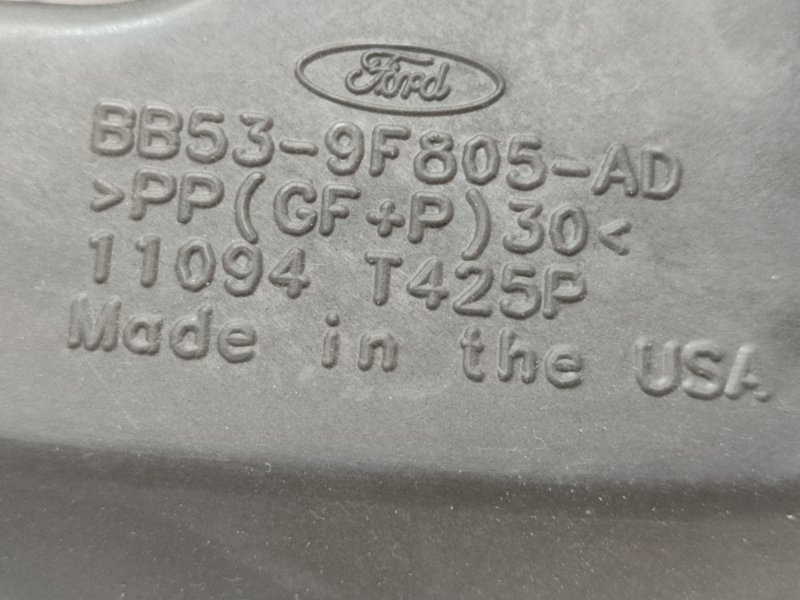 Ford
BB53-9F805-AD
>PP(GF+P)30<
11094 T425P
Made in the USA